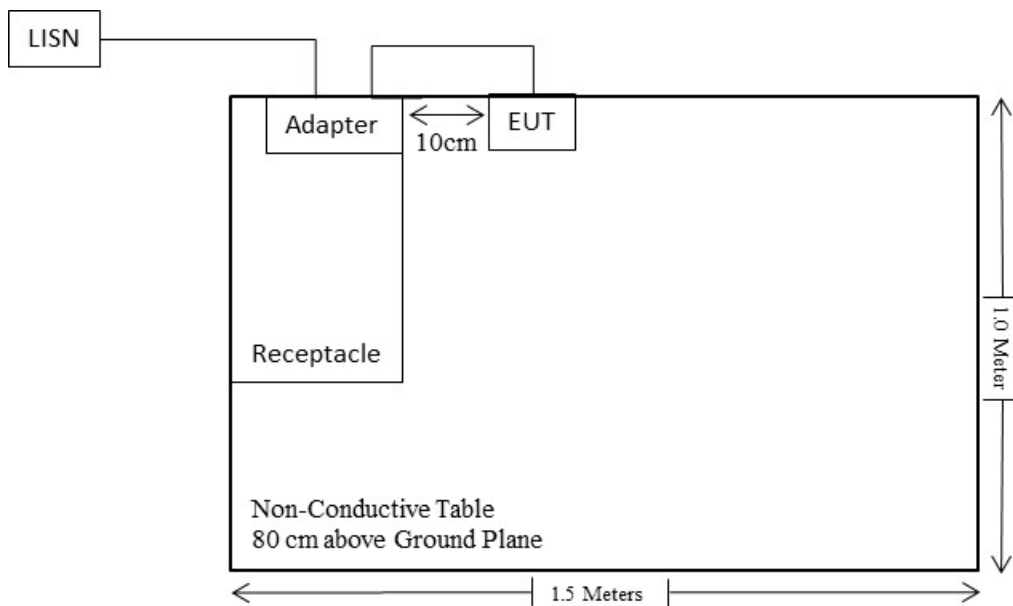 LISN
Adapter
EUT
10cm
Receptacle
1.0 Meter
Non-Conductive Table
80 cm above Ground Plane
1.5 Meters